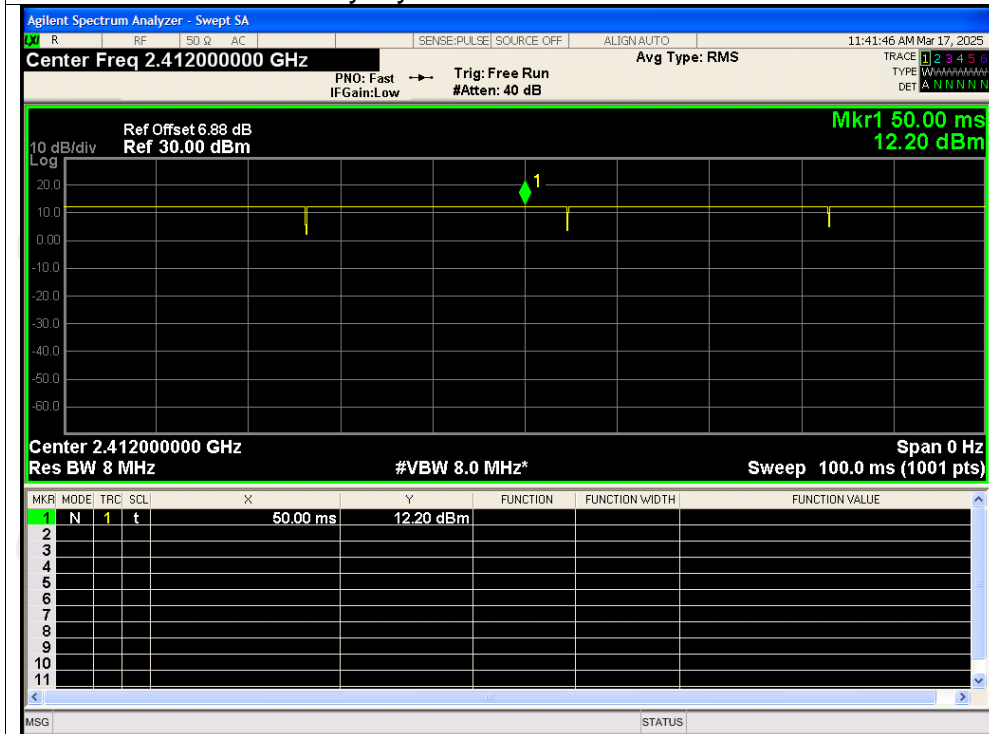 Agilent Spectrum Analyzer - Swept SA
LXI R RF 50 Ω AC SENSE:PULSE SOURCE OFF ALIGN AUTO 11:41:46 AM Mar 17, 2025
Center Freq 2.412000000 GHz
PNO: Fast
IFGain:Low
Trig: Free Run
#Atten: 40 dB
Avg Type: RMS
TRACE 1 2 3 4 5 6
TYPE WWWWWW
DET A N N N N N
Mkr1 50.00 ms
12.20 dBm
Ref Offset 6.88 dB
10 dB/div Ref 30.00 dBm
Log
1
20.0
10.0
0.00
-10.0
-20.0
-30.0
-40.0
-50.0
-60.0
Center 2.412000000 GHz Span 0 Hz
Res BW 8 MHz #VBW 8.0 MHz* Sweep 100.0 ms (1001 pts)
MKR MODE TRC SCL X Y FUNCTION FUNCTION WIDTH FUNCTION VALUE
1 N 1 t 50.00 ms 12.20 dBm
2
3
4
5
6
7
8
9
10
11
MSG STATUS